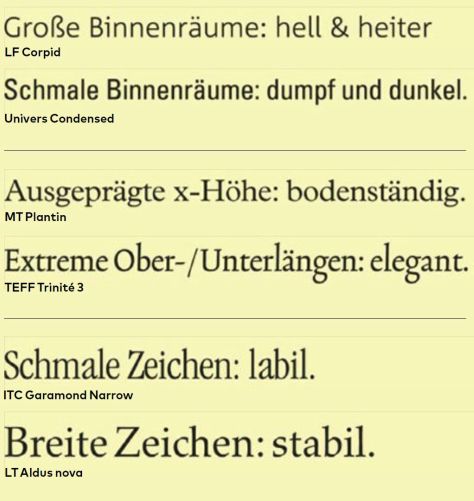 Große Binnenräume: hell & heiter
LF Corpid
Schmale Binnenräume: dumpf und dunkel.
Univers Condensed
Ausgeprägte x-Höhe: bodenständig.
MT Plantin
Extreme Ober-/Unterlängen: elegant.
TEFF Trinité 3
Schmale Zeichen: labil.
ITC Garamond Narrow
Breite Zeichen: stabil.
LT Aldus nova